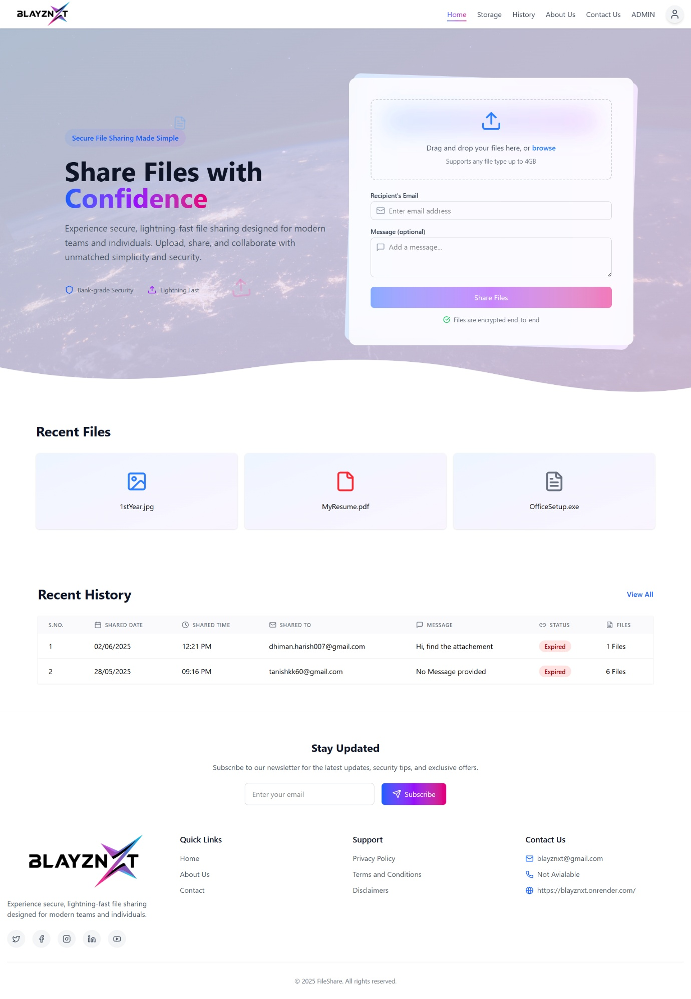 BLAYZNXT
Home Storage History About Us Contact Us ADMIN
Secure File Sharing Made Simple
Share Files with
Confidence
Experience secure, lightning-fast file sharing designed for modern
teams and individuals. Upload, share, and collaborate with
unmatched simplicity and security.
Bank-grade Security Lightning Fast
Drag and drop your files here, or browse
Supports any file type up to 4GB
Recipient's Email
Enter email address
Message (optional)
Add a message...
Share Files
Files are encrypted end-to-end
Recent Files
1stYear.jpg MyResume.pdf OfficeSetup.exe
Recent History View All
S.NO. SHARED DATE SHARED TIME SHARED TO MESSAGE STATUS FILES
1 02/06/2025 12:21 PM dhiman.harish007@gmail.com Hi, find the attachement Expired 1 Files
2 28/05/2025 09:16 PM tanishkk60@gmail.com No Message provided Expired 6 Files
Stay Updated
Subscribe to our newsletter for the latest updates, security tips, and exclusive offers.
Enter your email Subscribe
BLAYZNXT
Experience secure, lightning-fast file sharing
designed for modern teams and individuals.
Quick Links
Home
About Us
Contact
Support
Privacy Policy
Terms and Conditions
Disclaimers
Contact Us
blayznxt@gmail.com
Not Avialable
https://blayznxt.onrender.com/
© 2025 FileShare. All rights reserved.